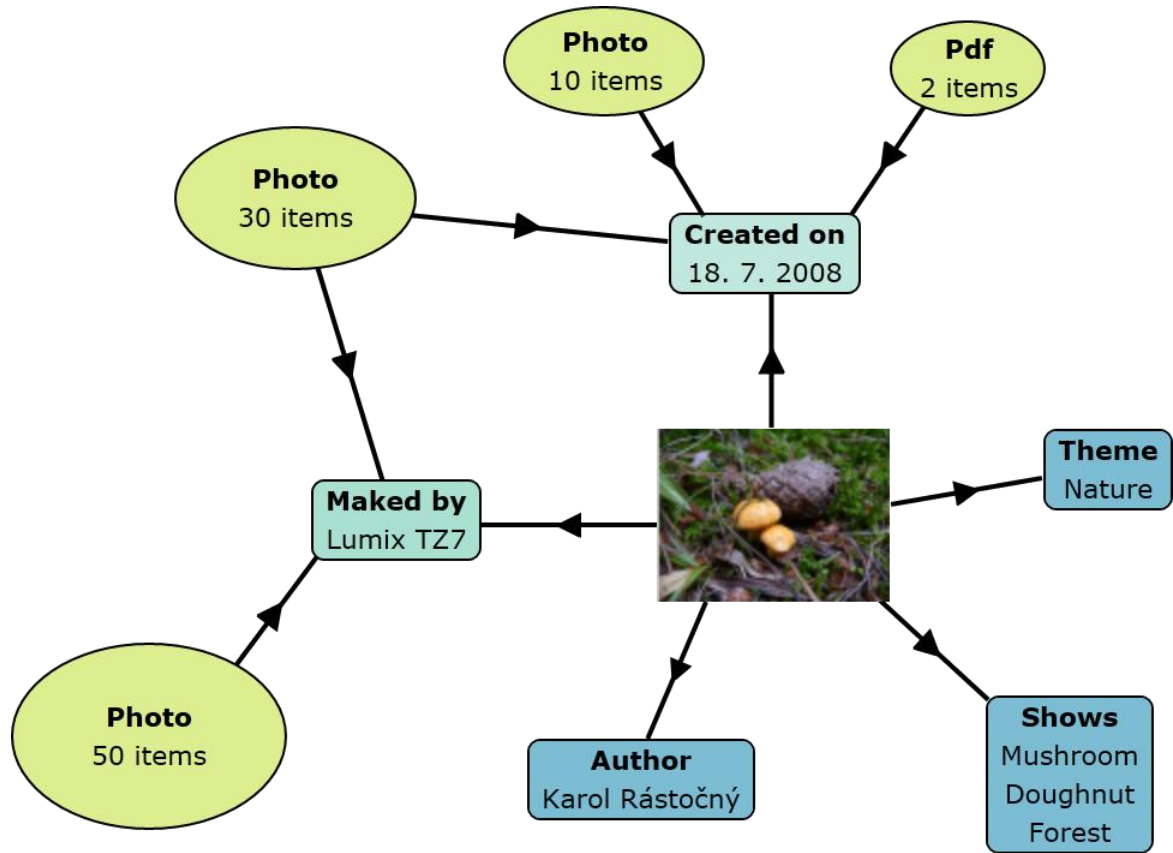 Photo
10 items
Pdf
2 items
Photo
30 items
Created on
18. 7. 2008
Theme
Nature
Maked by
Lumix TZ7
Photo
50 items
Author
Karol Rástočný
Shows
Mushroom
Doughnut
Forest